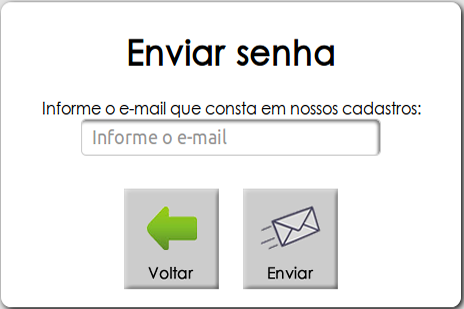 Enviar senha
Informe o e-mail que consta em nossos cadastros:
Informe o e-mail
Voltar
Enviar